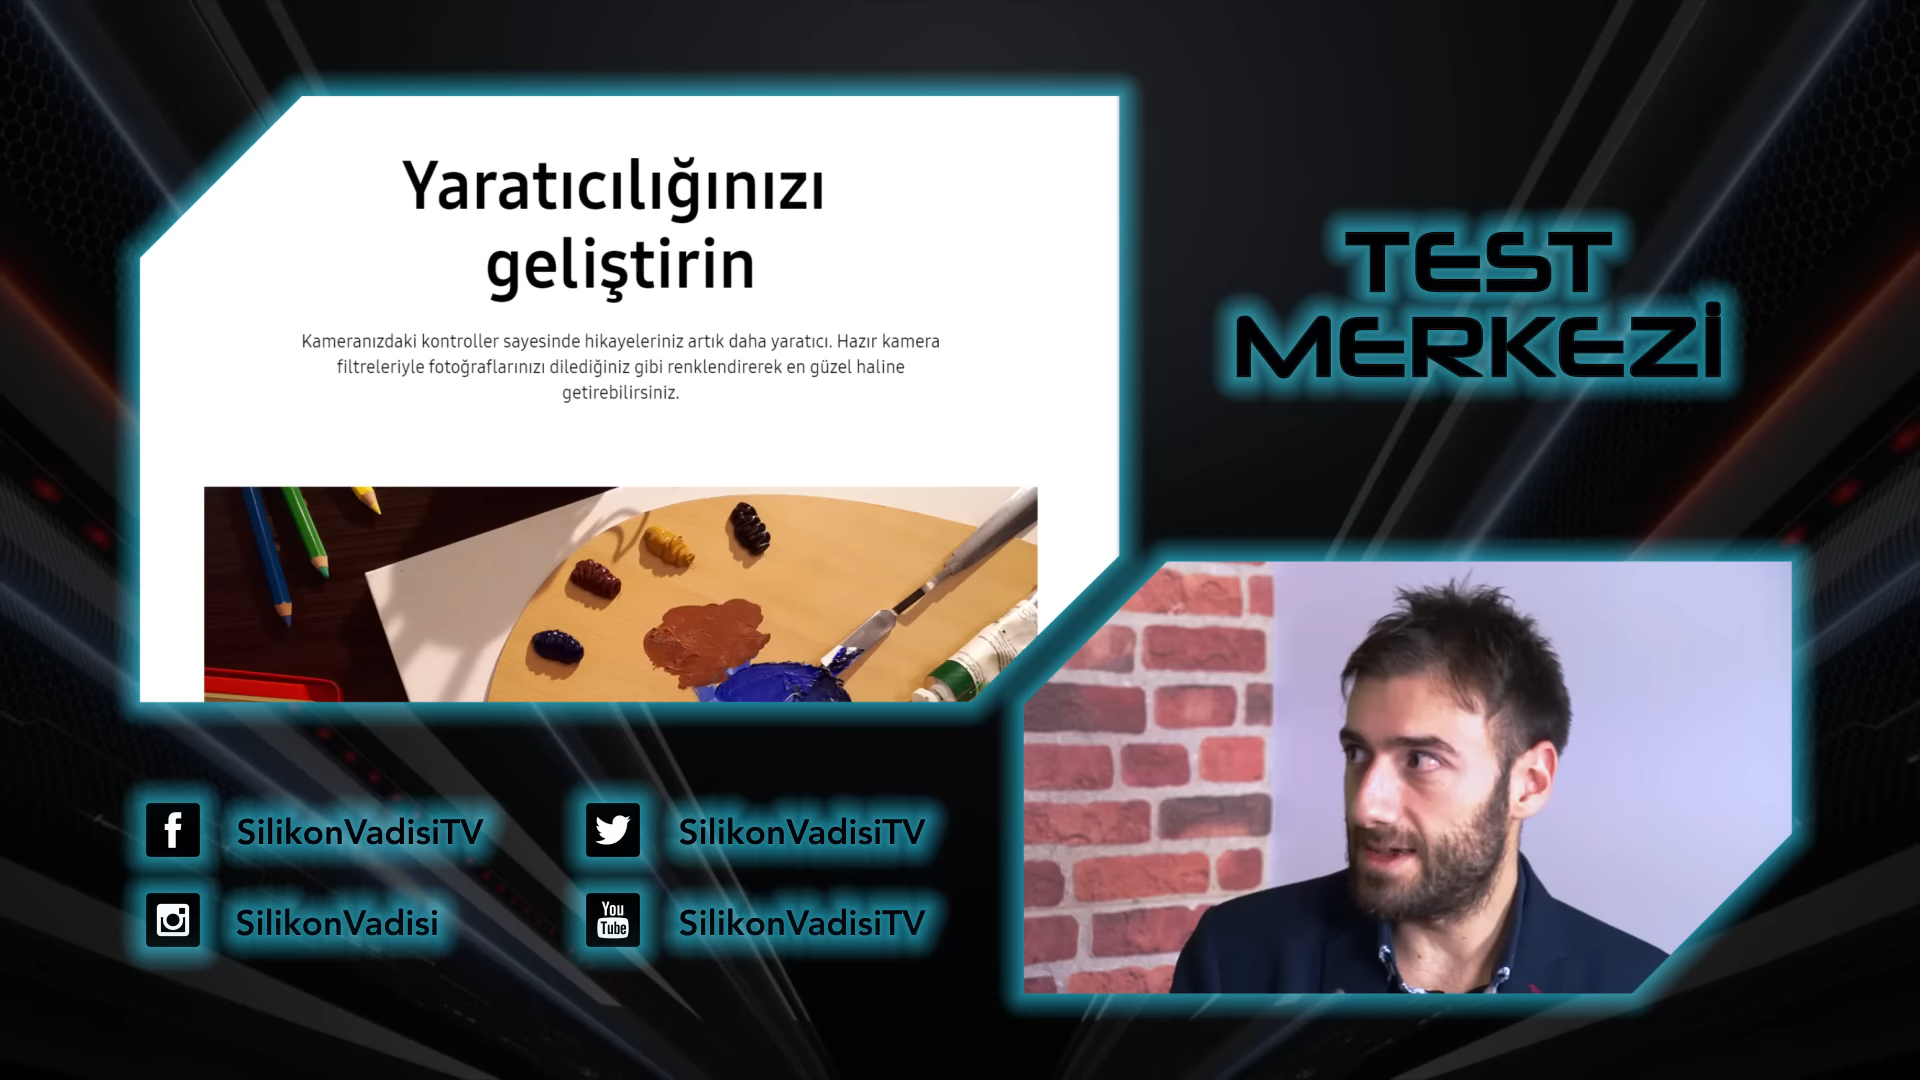 Yaratıcılığınızı
geliştirin
Kameranızdaki kontroller sayesinde hikayeleriniz artık daha yaratıcı. Hazır kamera
filtreleriyle fotoğraflarınızı dilediğiniz gibi renklendirerek en güzel haline
getirebilirsiniz.
TEST
MERKEZİ
SilikonVadisiTV
SilikonVadisiTV
SilikonVadisi
You
Tube
SilikonVadisiTV